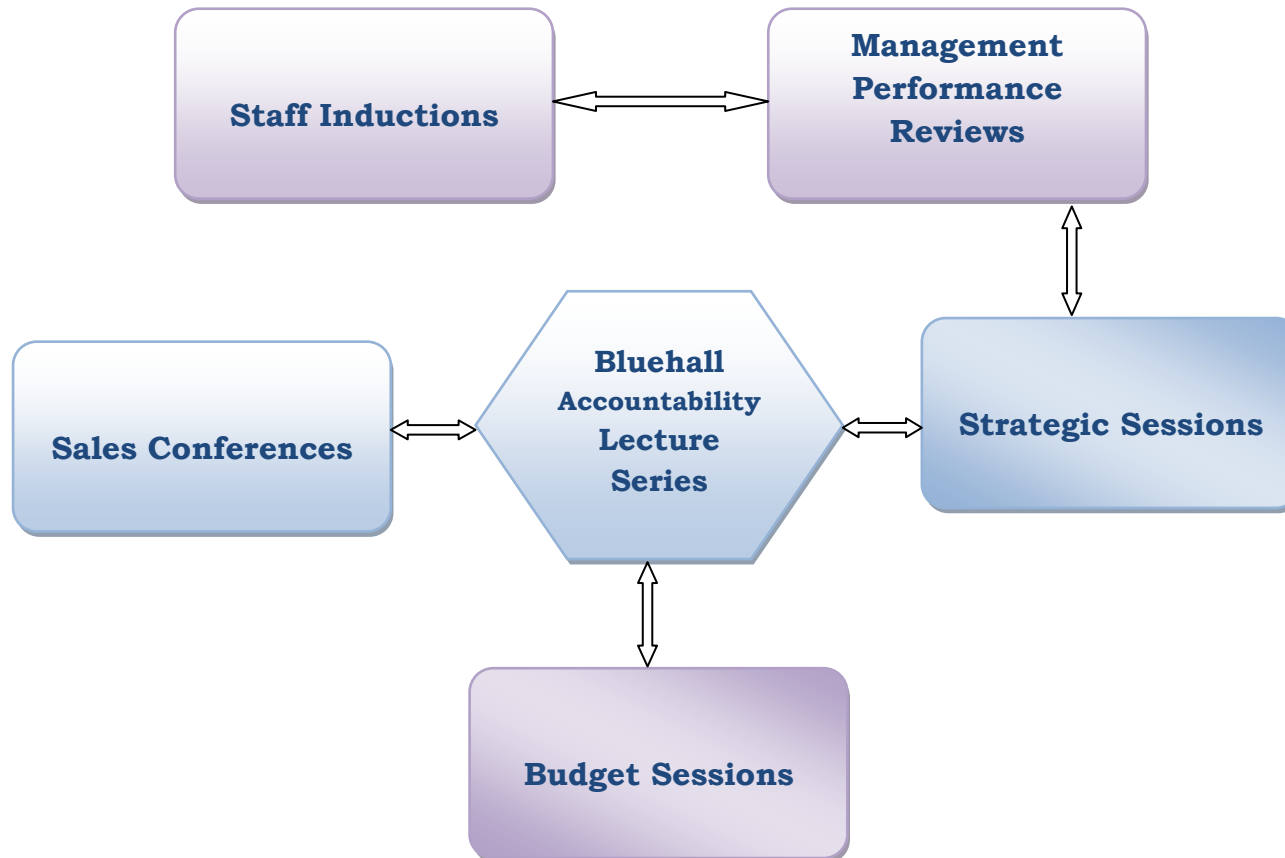 Staff Inductions
Management
Performance
Reviews
Bluehall
Accountability
Lecture
Series
Sales Conferences
Strategic Sessions
Budget Sessions